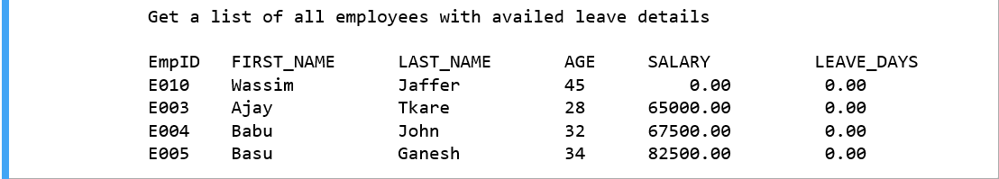 Get a list of all employees with availed leave details
EmpID FIRST_NAME LAST_NAME AGE SALARY LEAVE_DAYS
E010 Wassim Jaffer 45 0.00 0.00
E003 Ajay Tkare 28 65000.00 0.00
E004 Babu John 32 67500.00 0.00
E005 Basu Ganesh 34 82500.00 0.00